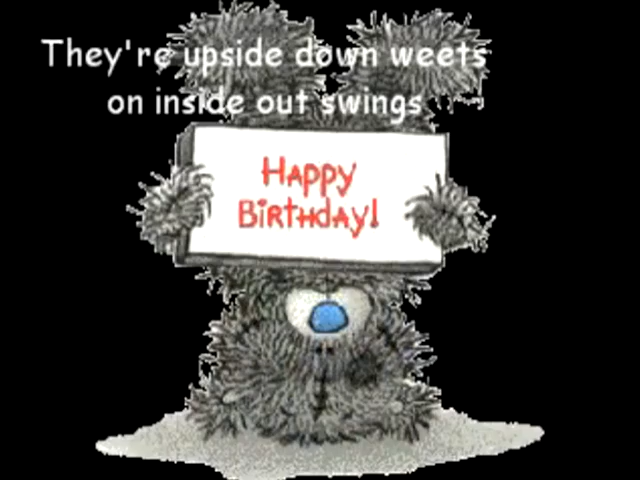 They're upside down weets
on inside out swings
Happy
Birthday!